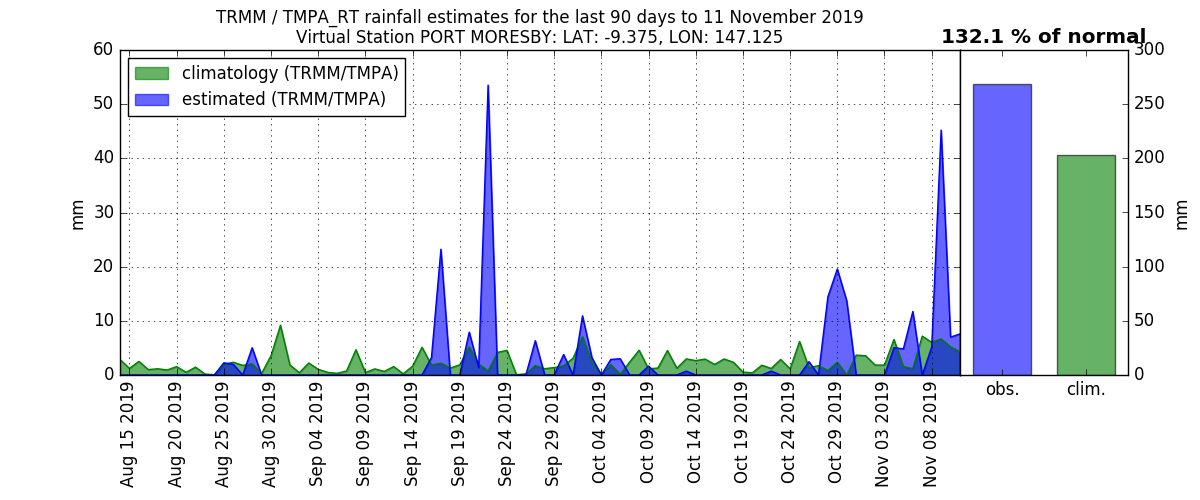 TRMM / TMPA_RT rainfall estimates for the last 90 days to 11 November 2019
Virtual Station PORT MORESBY: LAT: -9.375, LON: 147.125
132.1 % of normal
climatology (TRMM/TMPA)
estimated (TRMM/TMPA)
60
50
40
30
20
10
0
mm
300
250
200
150
100
50
0
mm
Aug 15 2019
Aug 20 2019
Aug 25 2019
Aug 30 2019
Sep 04 2019
Sep 09 2019
Sep 14 2019
Sep 19 2019
Sep 24 2019
Sep 29 2019
Oct 04 2019
Oct 09 2019
Oct 14 2019
Oct 19 2019
Oct 24 2019
Oct 29 2019
Nov 03 2019
Nov 08 2019
obs.
clim.